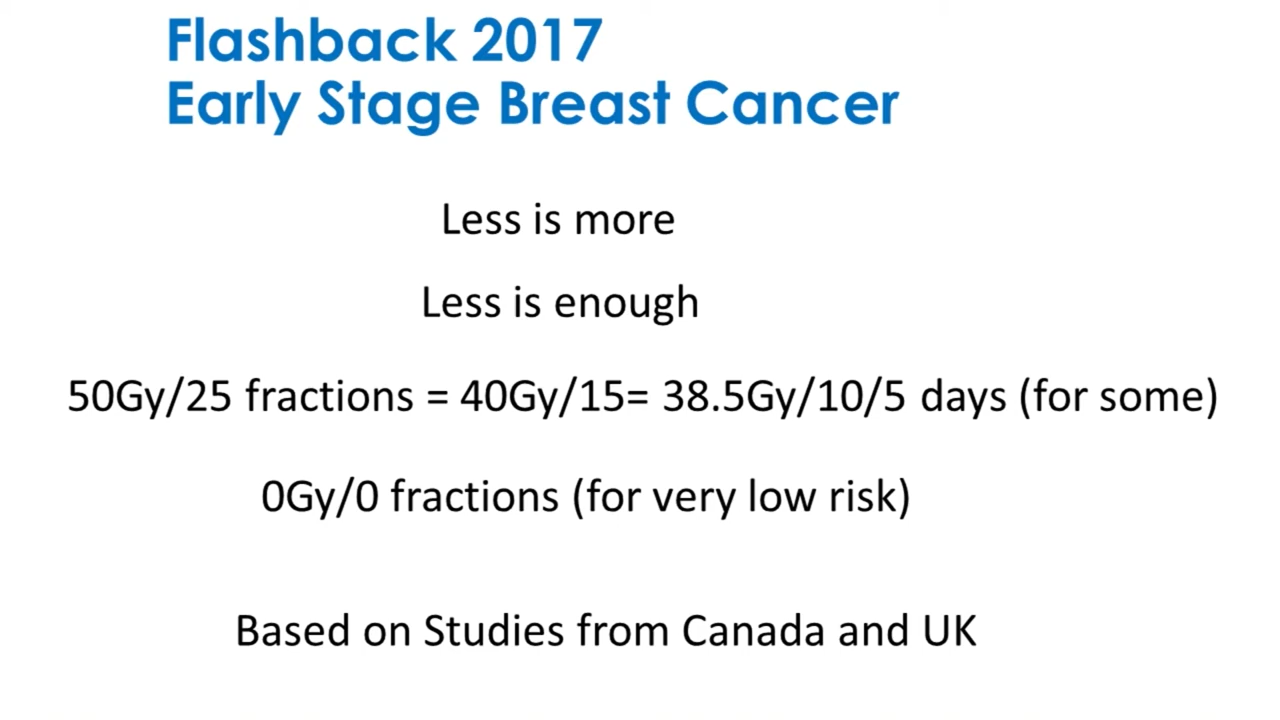 Flashback 2017
Early Stage Breast Cancer
Less is more
Less is enough
50Gy/25 fractions = 40Gy/15= 38.5Gy/10/5 days (for some)
0Gy/0 fractions (for very low risk)
Based on Studies from Canada and UK